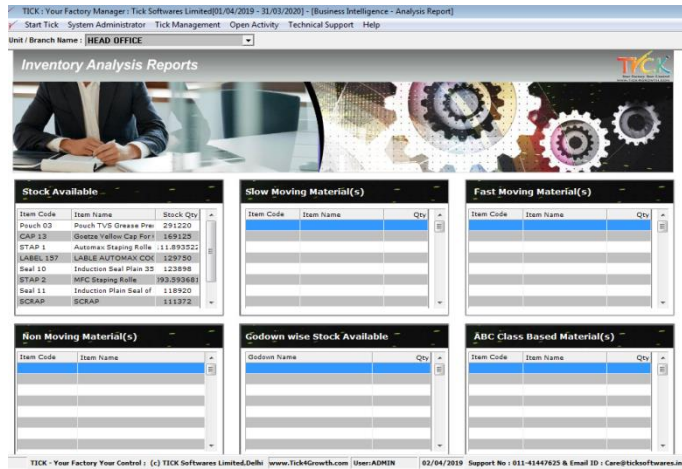 TICK : Your Factory Manager : Tick Softwares Limited[01/04/2019 - 31/03/2020] - [Business Intelligence - Analysis Report]
Start Tick System Administrator Tick Management Open Activity Technical Support Help
Unit / Branch Name : HEAD OFFICE
Inventory Analysis Reports
TICK
Stock Available
Item Code Item Name Stock Qty
Pouch 03 Pouch TVS Grease Pre 291220
CAP 13 Goetze Yellow Cap For 169125
STAP 1 Automax Staping Rolle 11.893522
LABEL 157 LABLE AUTOMAX COC 129750
Seal 10 Induction Seal Plain 35 123898
STAP 2 MFC Staping Rolle 393.593681
Seal 11 Induction Plain Seal of 118920
SCRAP SCRAP 111372
Slow Moving Material(s)
Item Code Item Name Qty
Fast Moving Material(s)
Item Code Item Name Qty
Non Moving Material(s)
Item Code Item Name
Godown wise Stock Available
Godown Name Qty
ABC Class Based Material(s)
Item Code Item Name Qty
TICK - Your Factory Your Control : (c) TICK Softwares Limited.Delhi www.Tick4Growth.com User:ADMIN 02/04/2019 Support No : 011-41447625 & Email ID : Care@ticksoftwares.in